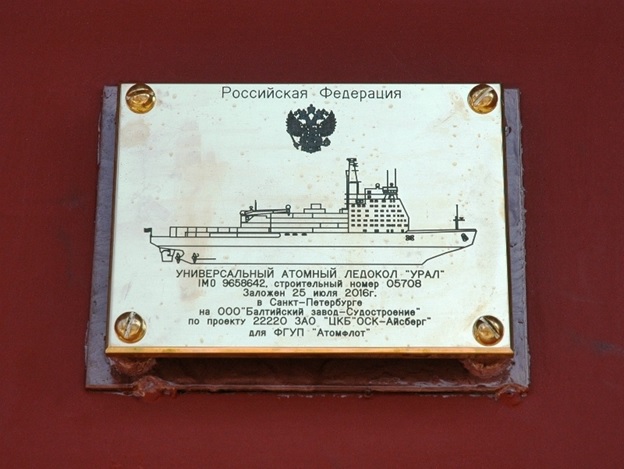 Российская Федерация
УНИВЕРСАЛЬНЫЙ АТОМНЫЙ ЛЕДОКОЛ "УРАЛ"
IMO 9658642, строительный номер 05708
Заложен 25 июля 2016г.
в Санкт-Петербурге
на ООО"Балтийский завод-Судостроение"
по проекту 22220 ЗАО "ЦКБ"ОСК-Айсберг"
для ФГУП "Атомфлот"